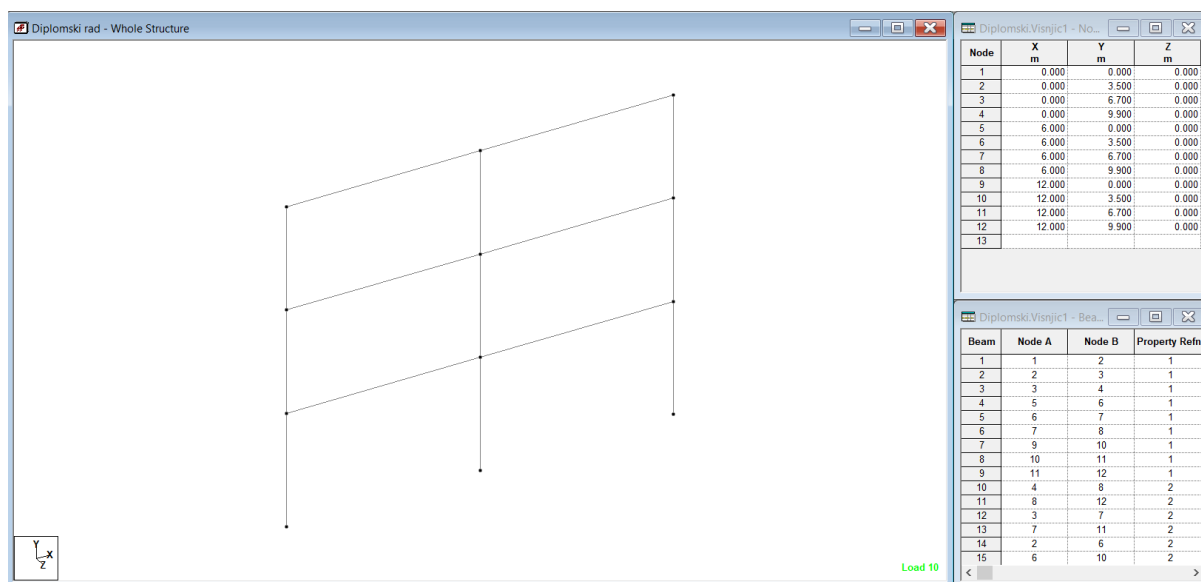 Diplomski rad - Whole Structure
Y
X
Z
Load 10
Diplomski.Visnjic1 - No...
Node X m Y m Z m
1 0.000 0.000 0.000
2 0.000 3.500 0.000
3 0.000 6.700 0.000
4 0.000 9.900 0.000
5 6.000 0.000 0.000
6 6.000 3.500 0.000
7 6.000 6.700 0.000
8 6.000 9.900 0.000
9 12.000 0.000 0.000
10 12.000 3.500 0.000
11 12.000 6.700 0.000
12 12.000 9.900 0.000
13
Diplomski.Visnjic1 - Bea...
Beam Node A Node B Property Refn
1 1 2 1
2 2 3 1
3 3 4 1
4 5 6 1
5 6 7 1
6 7 8 1
7 9 10 1
8 10 11 1
9 11 12 1
10 4 8 2
11 8 12 2
12 3 7 2
13 7 11 2
14 2 6 2
15 6 10 2